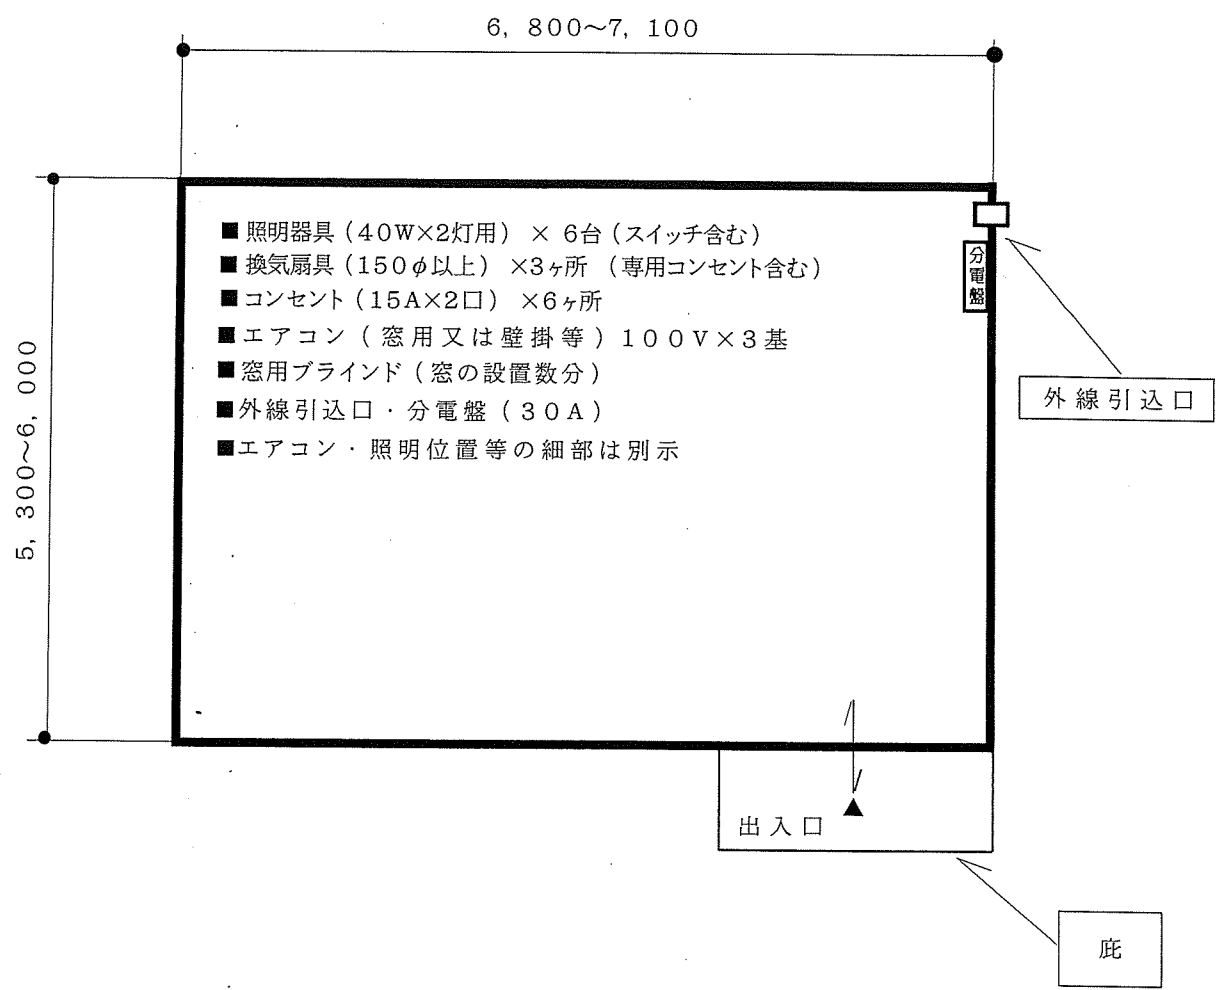 6,800～7,100
■照明器具(40W×2灯用) × 6台(スイッチ含む)
■換気扇具(150φ以上) ×3ヶ所 (専用コンセント含む)
■コンセント(15A×2口) ×6ヶ所
■エアコン(窓用又は壁掛等)100V×3基
■窓用ブラインド(窓の設置数分)
■外線引込口・分電盤(30A)
■エアコン・照明位置等の細部は別示
分電盤
外線引込口
5,300～6,000
出入口
庇